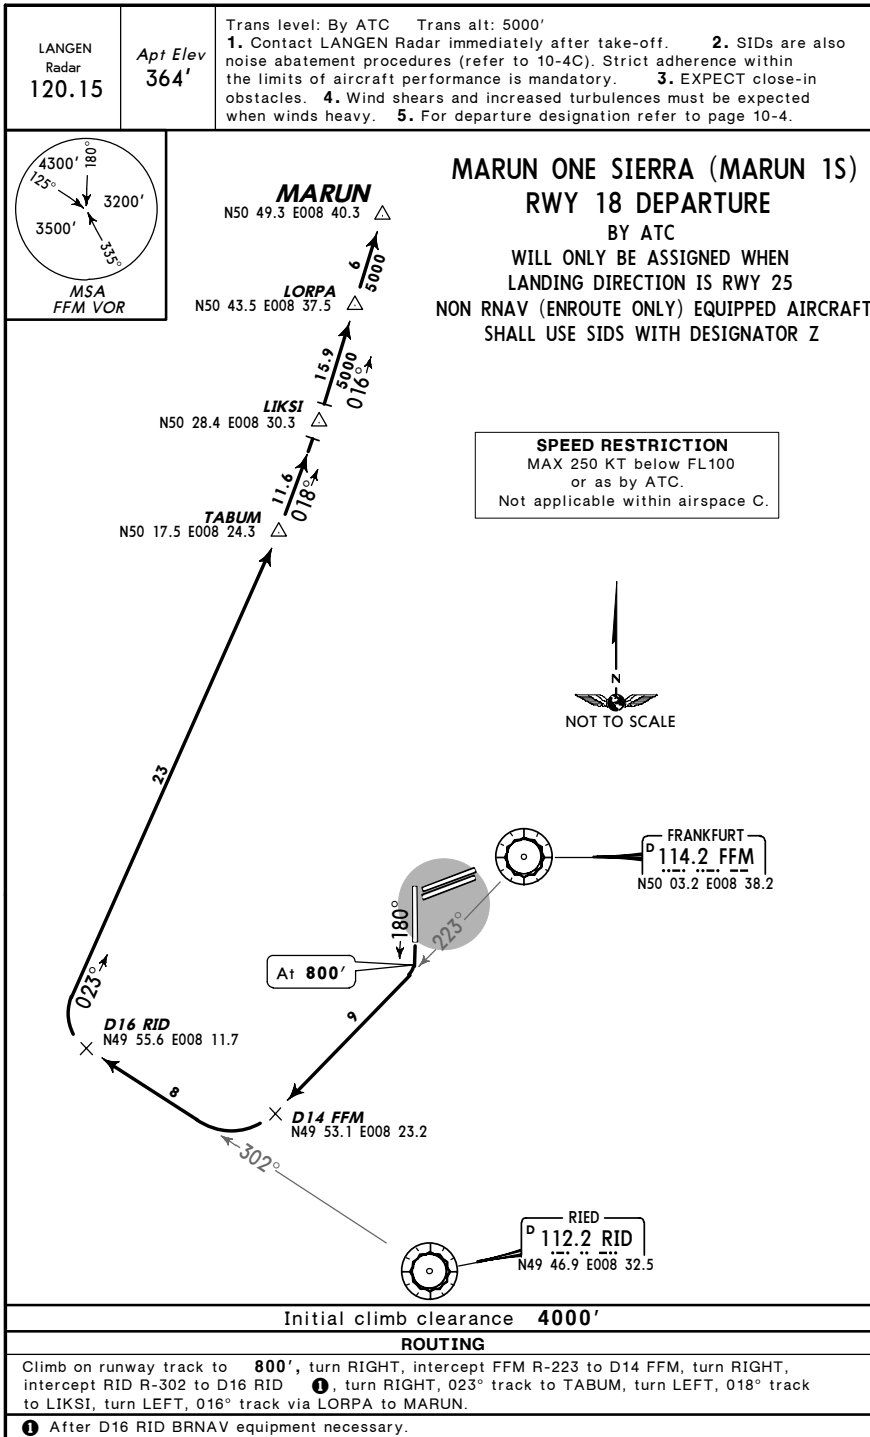 LANGEN
Radar
120.15
Apt Elev
364'
Trans level: By ATC Trans alt: 5000'
1. Contact LANGEN Radar immediately after take-off. 2. SIDs are also
noise abatement procedures (refer to 10-4C). Strict adherence within
the limits of aircraft performance is mandatory. 3. EXPECT close-in
obstacles. 4. Wind shears and increased turbulences must be expected
when winds heavy. 5. For departure designation refer to page 10-4.
4300'
180°
125°
3200'
3500'
335°
MSA
FFM VOR
MARUN ONE SIERRA (MARUN 1S)
RWY 18 DEPARTURE
BY ATC
WILL ONLY BE ASSIGNED WHEN
LANDING DIRECTION IS RWY 25
NON RNAV (ENROUTE ONLY) EQUIPPED AIRCRAFT
SHALL USE SIDS WITH DESIGNATOR Z
MARUN
N50 49.3 E008 40.3
6
5000
LORPA
N50 43.5 E008 37.5
15.9
5000
016°
LIKSI
N50 28.4 E008 30.3
11.6
018°
TABUM
N50 17.5 E008 24.3
SPEED RESTRICTION
MAX 250 KT below FL100
or as by ATC.
Not applicable within airspace C.
N
NOT TO SCALE
23
FRANKFURT
D 114.2 FFM
N50 03.2 E008 38.2
180°
223°
At 800'
023°
D16 RID
N49 55.6 E008 11.7
9
8
D14 FFM
N49 53.1 E008 23.2
302°
RIED
D 112.2 RID
N49 46.9 E008 32.5
Initial climb clearance 4000'
ROUTING
Climb on runway track to 800', turn RIGHT, intercept FFM R-223 to D14 FFM, turn RIGHT,
intercept RID R-302 to D16 RID ❶, turn RIGHT, 023° track to TABUM, turn LEFT, 018° track
to LIKSI, turn LEFT, 016° track via LORPA to MARUN.
❶ After D16 RID BRNAV equipment necessary.